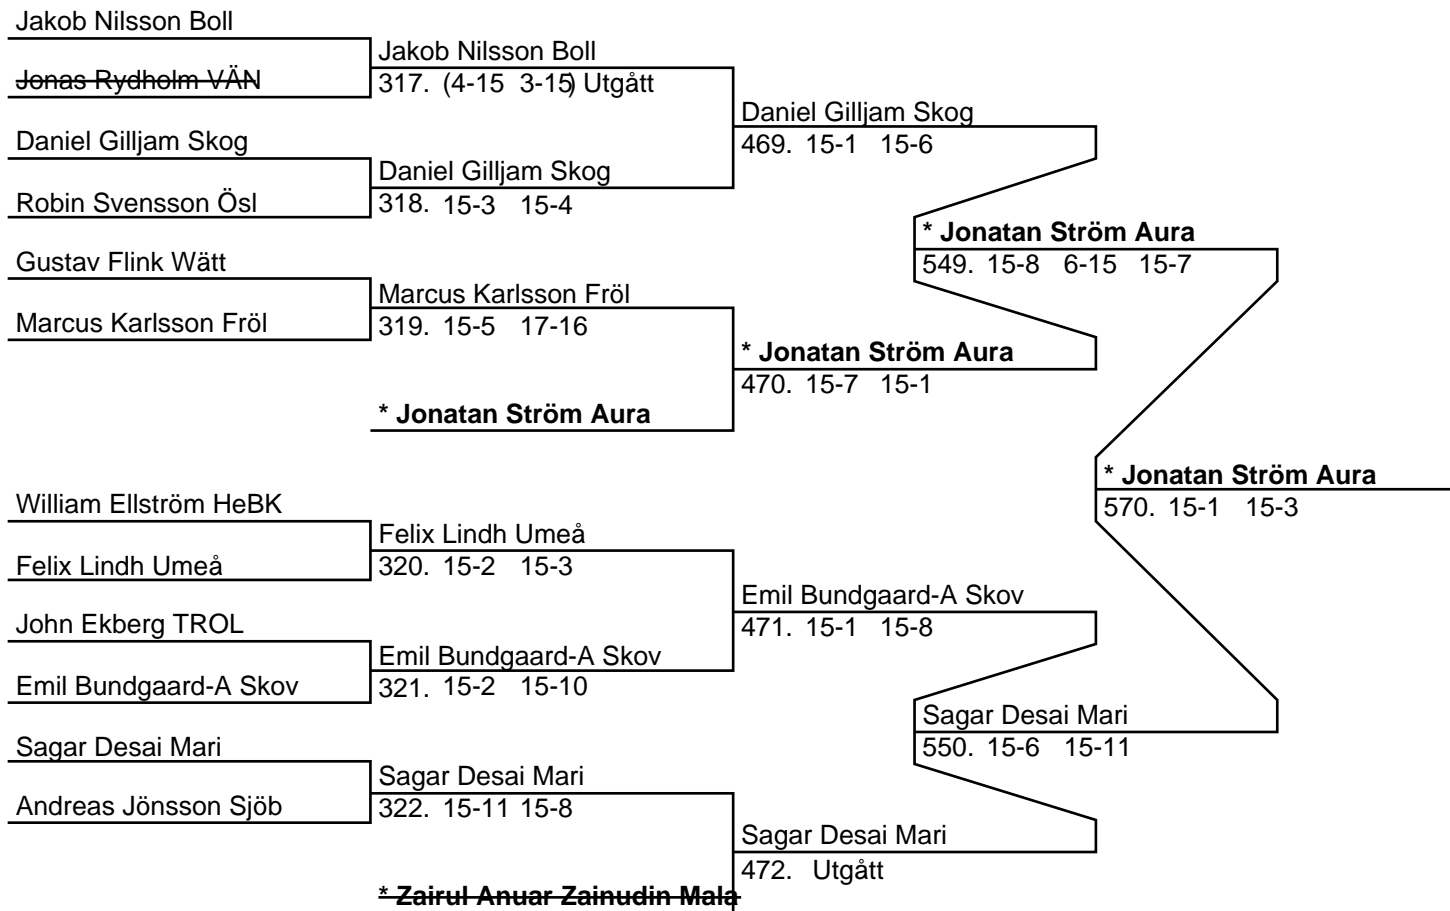 Jakob Nilsson Boll
Jonas Rydholm VÄN
Jakob Nilsson Boll
317. (4-15 3-15) Utgått
Daniel Gilljam Skog
Robin Svensson Ösl
Daniel Gilljam Skog
318. 15-3 15-4
Daniel Gilljam Skog
469. 15-1 15-6
Gustav Flink Wätt
Marcus Karlsson Fröl
Marcus Karlsson Fröl
319. 15-5 17-16
* Jonatan Ström Aura
* Jonatan Ström Aura
470. 15-7 15-1
* Jonatan Ström Aura
549. 15-8 6-15 15-7
William Ellström HeBK
Felix Lindh Umeå
Felix Lindh Umeå
320. 15-2 15-3
John Ekberg TROL
Emil Bundgaard-A Skov
Emil Bundgaard-A Skov
321. 15-2 15-10
Emil Bundgaard-A Skov
471. 15-1 15-8
Sagar Desai Mari
Andreas Jönsson Sjöb
Sagar Desai Mari
322. 15-11 15-8
* Zairul Anuar Zainudin Mala
Sagar Desai Mari
472. Utgått
Sagar Desai Mari
550. 15-6 15-11
* Jonatan Ström Aura
570. 15-1 15-3